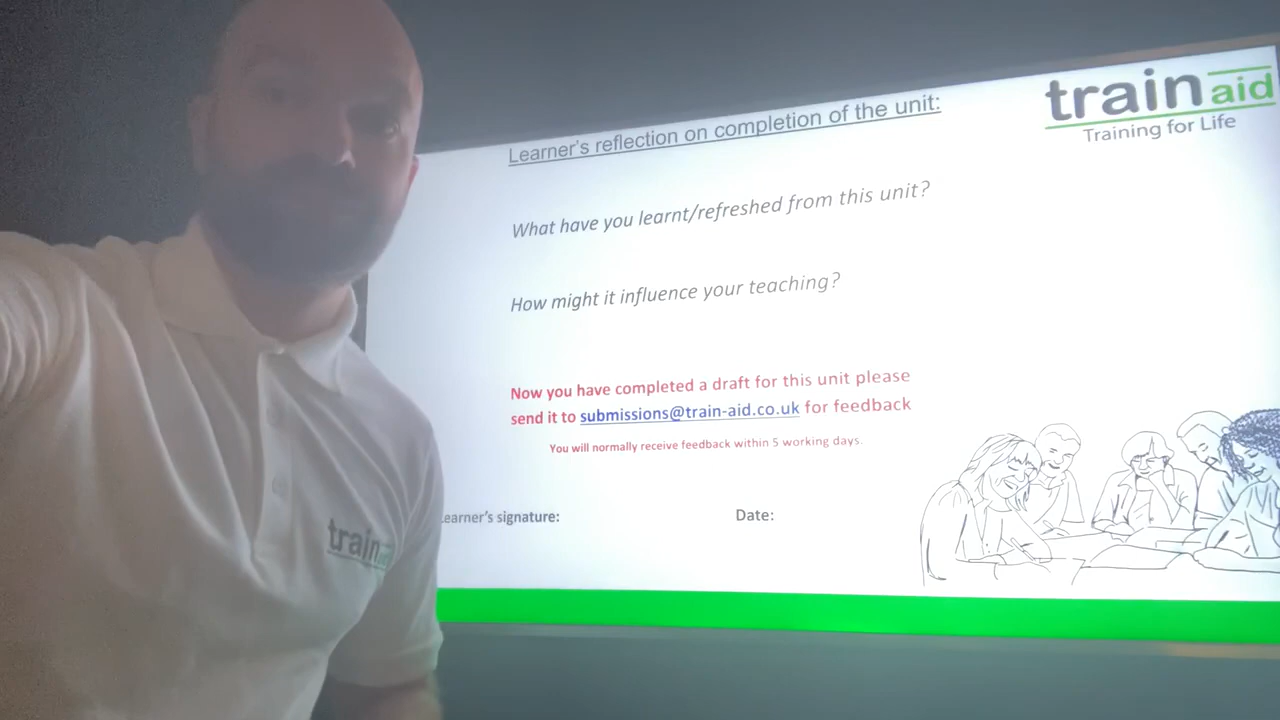 train aid
Training for Life
Learner's reflection on completion of the unit:
What have you learnt/refreshed from this unit?
How might it influence your teaching?
Now you have completed a draft for this unit please
send it to submissions@train-aid.co.uk for feedback
You will normally receive feedback within 5 working days.
Learner's signature: Date:
train aid